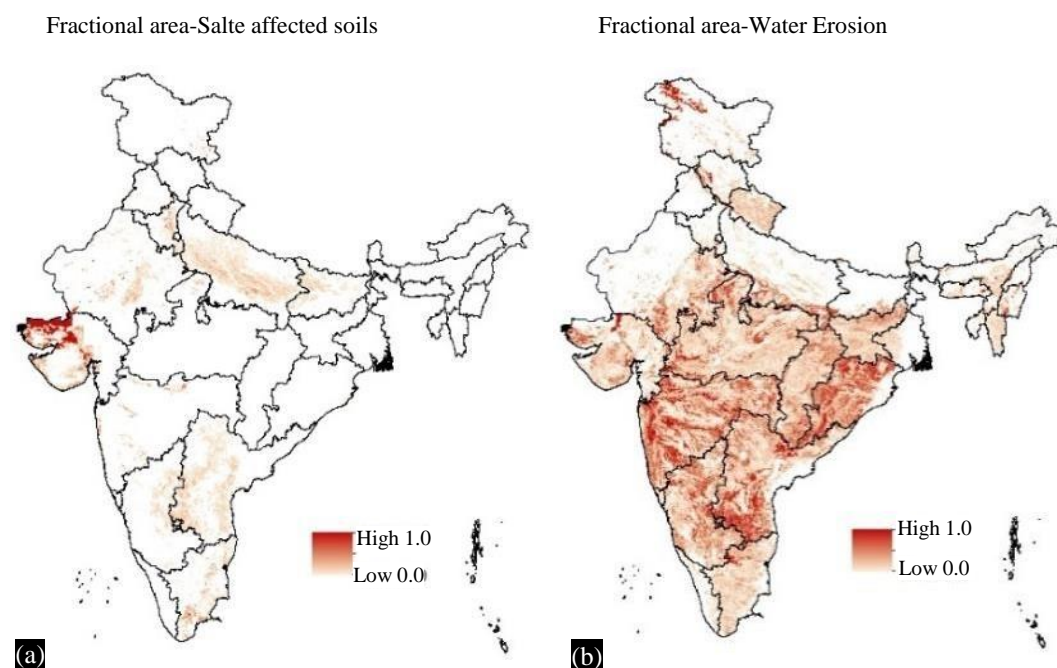 Fractional area-Salte affected soils
Fractional area-Water Erosion
High 1.0
Low 0.0
High 1.0
Low 0.0
(a)
(b)